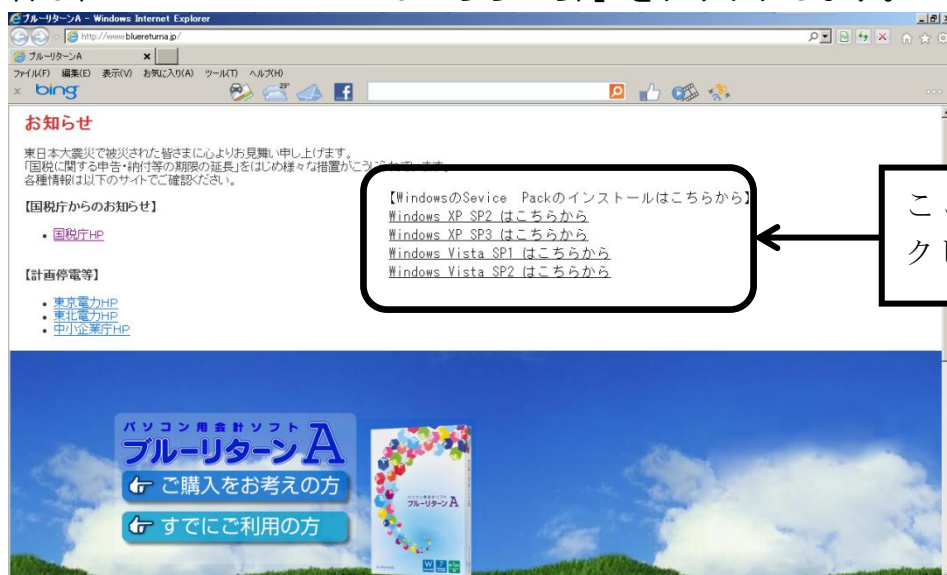 ブルーリターンA - Windows Internet Explorer
http://www.bluereturna.jp/
ブルーリターンA
ファイル(F) 編集(E) 表示(V) お気に入り(A) ツール(T) ヘルプ(H)
bing
23°
お知らせ
東日本大震災で被災された皆さまに心よりお見舞い申し上げます。
「国税に関する申告・納付等の期限の延長」をはじめ様々な措置がこうじられています。
各種情報は以下のサイトでご確認ください。
【国税庁からのお知らせ】
国税庁HP
【計画停電等】
東京電力HP
東北電力HP
中小企業庁HP
【WindowsのSevice Packのインストールはこちらから】
Windows XP SP2 はこちらから
Windows XP SP3 はこちらから
Windows Vista SP1 はこちらから
Windows Vista SP2 はこちらから
パソコン用会計ソフト
ブルーリターンA
ご購入をお考えの方
すでにご利用の方
ブルーリターンA